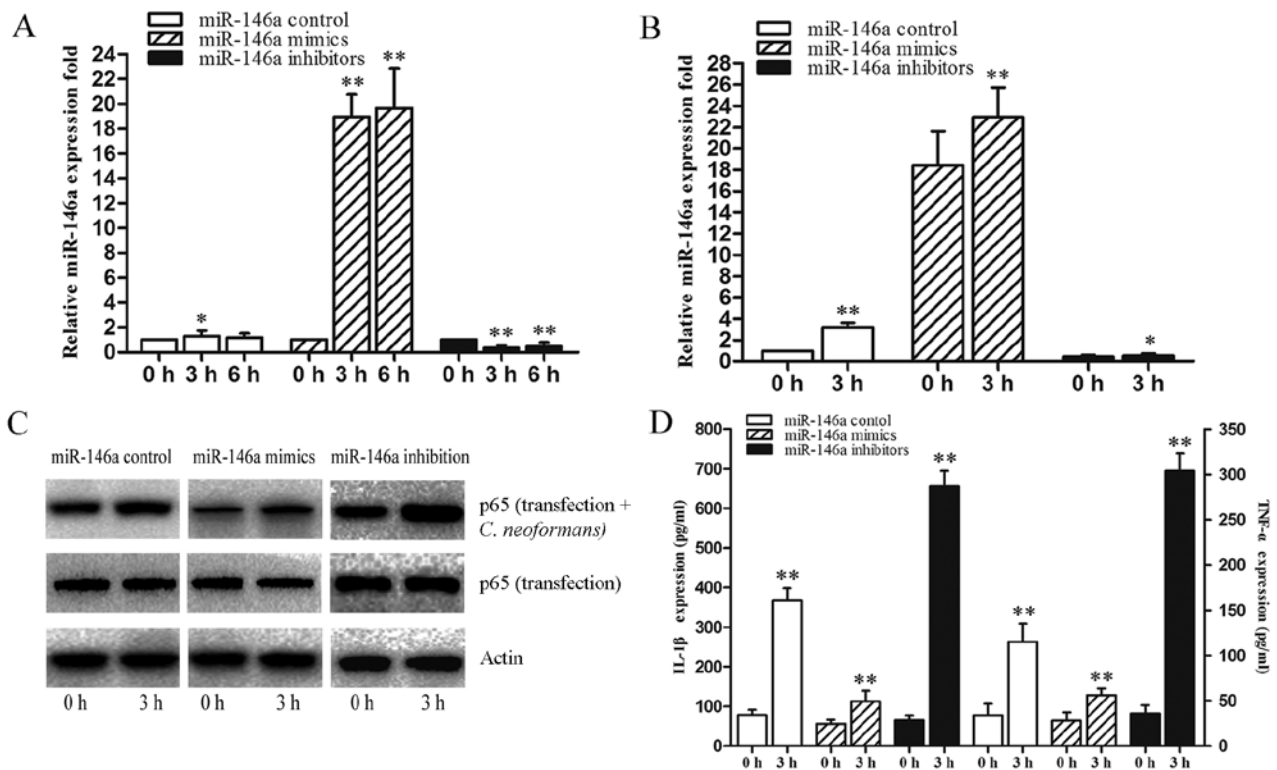 A
miR-146a control
miR-146a mimics
miR-146a inhibitors
Relative miR-146a expression fold
24
22
20
18
16
14
12
10
8
6
4
2
0
*
**
**
**
**
0 h 3 h 6 h 0 h 3 h 6 h 0 h 3 h 6 h
B
miR-146a control
miR-146a mimics
miR-146a inhibitors
Relative miR-146a expression fold
28
26
24
22
20
18
16
14
12
10
8
6
4
2
0
**
**
*
0 h 3 h 0 h 3 h 0 h 3 h
C
miR-146a control miR-146a mimics miR-146a inhibition
p65 (transfection +
C. neoformans)
p65 (transfection)
Actin
0 h 3 h 0 h 3 h 0 h 3 h
D
miR-146a contol
miR-146a mimics
miR-146a inhibitors
IL-1β expression (pg/ml)
800
700
600
500
400
300
200
100
0
**
**
**
**
**
**
0 h 3 h 0 h 3 h 0 h 3 h 0 h 3 h 0 h 3 h 0 h 3 h
350
300
250
200
150
100
50
0
TNF-α expression (pg/ml)